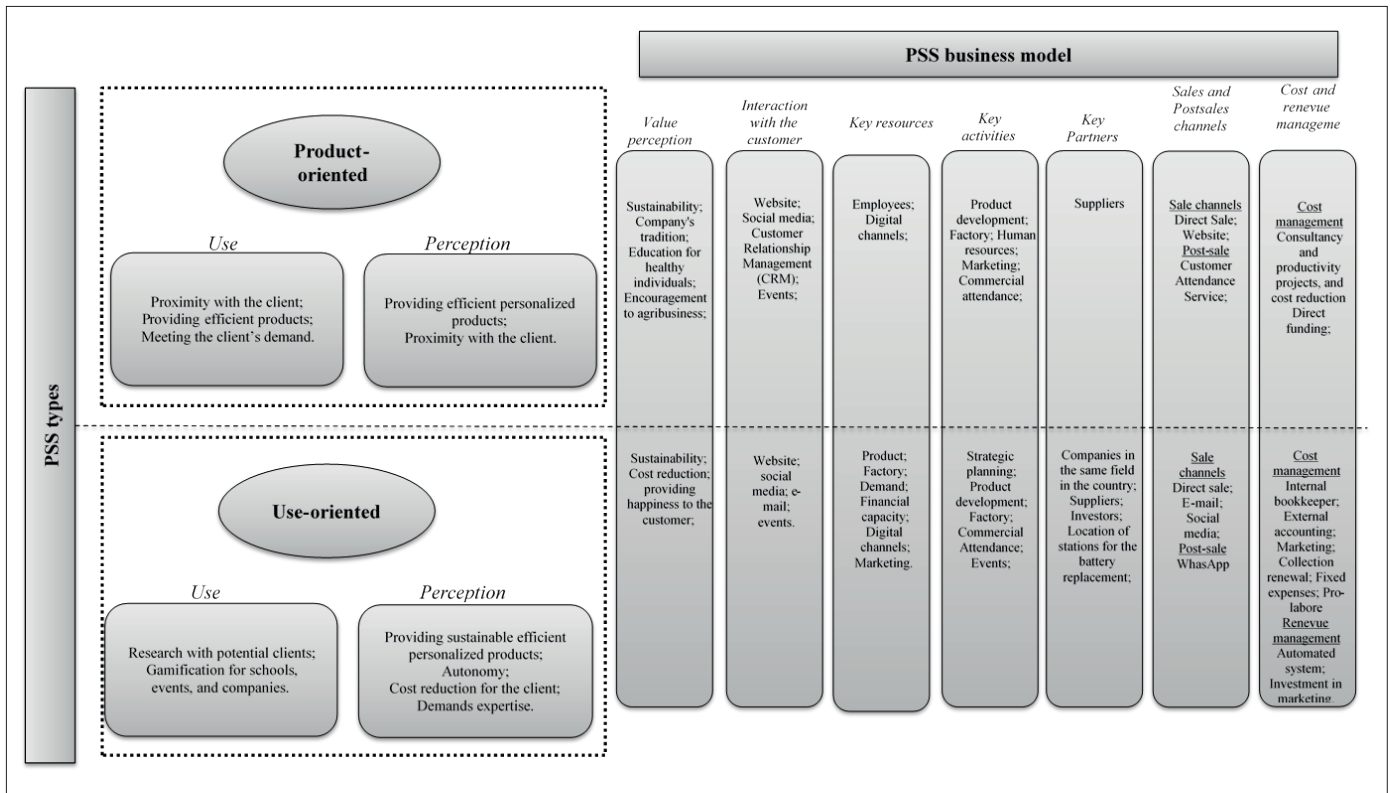 PSS business model
PSS types
Product-
oriented
Use
Proximity with the client;
Providing efficient products;
Meeting the client's demand.
Perception
Providing efficient personalized
products;
Proximity with the client.
Use-oriented
Use
Research with potential clients;
Gamification for schools,
events, and companies.
Perception
Providing sustainable efficient
personalized products;
Autonomy;
Cost reduction for the client;
Demands expertise.
Value
perception
Sustainability;
Company's
tradition;
Education for
healthy
individuals;
Encouragement
to agribusiness;
Sustainability;
Cost reduction;
providing
happiness to the
customer;
Interaction
with the
customer
Website;
Social media;
Customer
Relationship
Management
(CRM);
Events;
Website;
social
media; e-
mail;
events.
Key resources
Employees;
Digital
channels;
Product;
Factory;
Demand;
Financial
capacity;
Digital
channels;
Marketing.
Key
activities
Product
development;
Factory; Human
resources;
Marketing;
Commercial
attendance;
Strategic
planning;
Product
development;
Factory;
Commercial
Attendance;
Events;
Key
Partners
Suppliers
Companies in
the same field
in the country;
Suppliers;
Investors;
Location of
stations for the
battery
replacement;
Sales and
Postsales
channels
Sale channels
Direct Sale;
Website;
Post-sale
Customer
Attendance
Service;
Sale
channels
Direct sale;
E-mail;
Social
media;
Post-sale
WhasApp
Cost and
renevue
manageme
Cost
management
Consultancy
and
productivity
projects, and
cost reduction
Direct
funding;
Cost
management
Internal
bookkeeper;
External
accounting;
Marketing;
Collection
renewal; Fixed
expenses; Pro-
labore
Renevue
management
Automated
system;
Investment in
marketing.